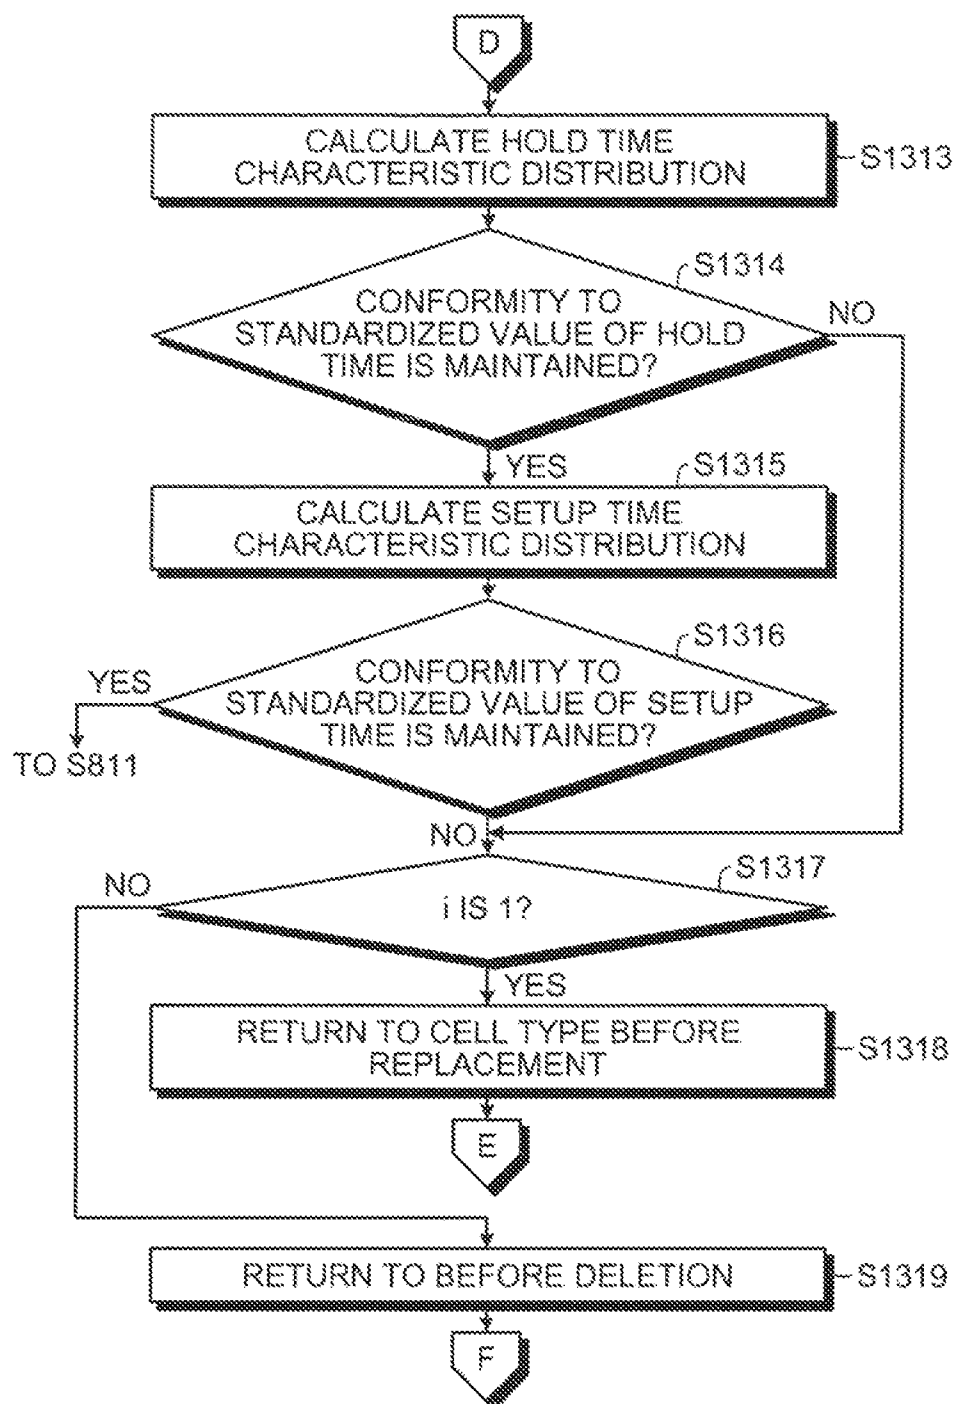 D
CALCULATE HOLD TIME
CHARACTERISTIC DISTRIBUTION
S1313
S1314
CONFORMITY TO
STANDARDIZED VALUE OF HOLD
TIME IS MAINTAINED?
NO
YES
S1315
CALCULATE SETUP TIME
CHARACTERISTIC DISTRIBUTION
S1316
YES
CONFORMITY TO
STANDARDIZED VALUE OF SETUP
TIME IS MAINTAINED?
TO S811
NO
S1317
NO
i IS 1?
YES
RETURN TO CELL TYPE BEFORE
REPLACEMENT
S1318
E
RETURN TO BEFORE DELETION
S1319
F